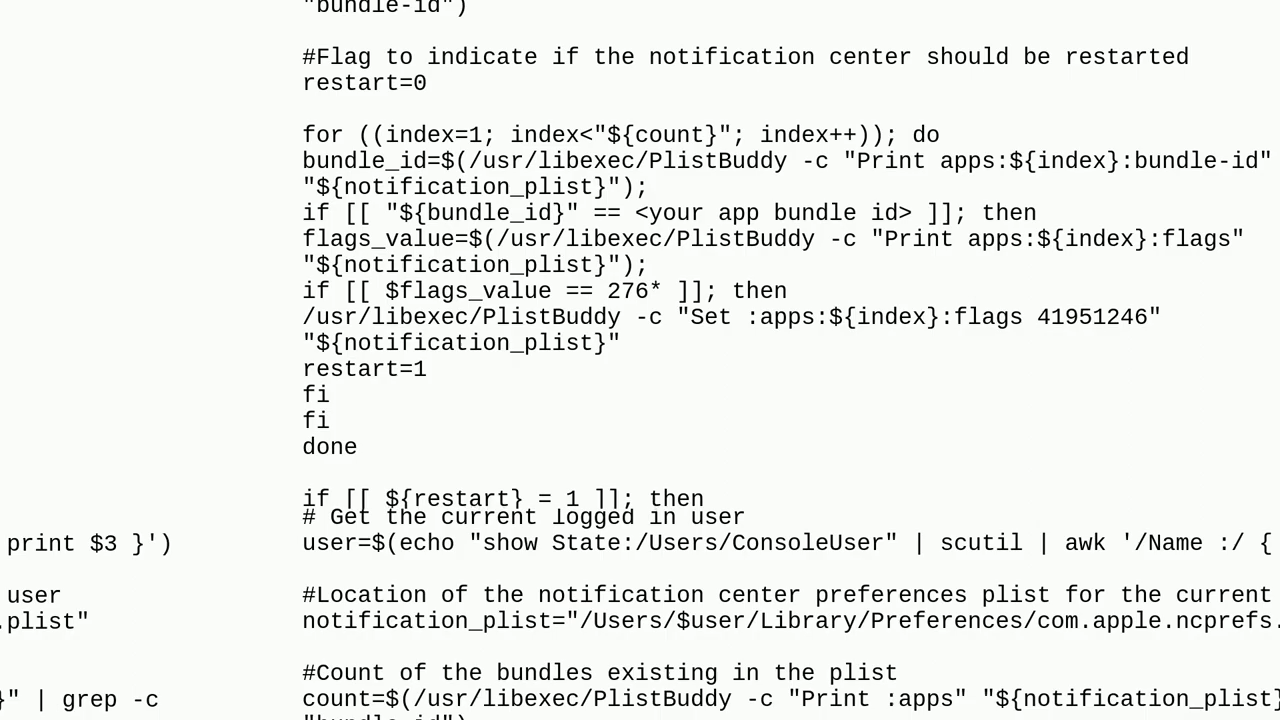 "bundle-id")
#Flag to indicate if the notification center should be restarted
restart=0
for ((index=1; index<"${count}"; index++)); do
bundle_id=$(/usr/libexec/PlistBuddy -c "Print apps:${index}:bundle-id"
"${notification_plist}");
if [[ "${bundle_id}" == <your app bundle id> ]]; then
flags_value=$(/usr/libexec/PlistBuddy -c "Print apps:${index}:flags"
"${notification_plist}");
if [[ $flags_value == 276* ]]; then
/usr/libexec/PlistBuddy -c "Set :apps:${index}:flags 41951246"
"${notification_plist}"
restart=1
fi
fi
done
if [[ ${restart} = 1 ]]; then
# Get the current logged in user
print $3 }') user=$(echo "show State:/Users/ConsoleUser" | scutil | awk '/Name :/ {
user #Location of the notification center preferences plist for the current
.plist" notification_plist="/Users/$user/Library/Preferences/com.apple.ncprefs.
#Count of the bundles existing in the plist
}" | grep -c count=$(/usr/libexec/PlistBuddy -c "Print :apps" "${notification_plist}
"bundle-id")